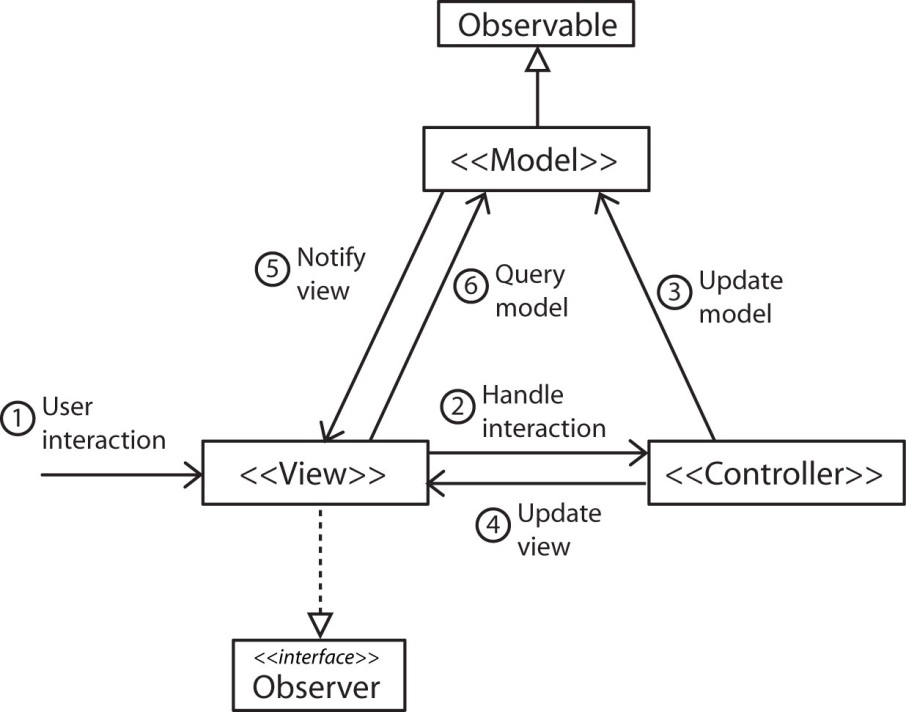 Observable
<<Model>>
5 Notify
view
6 Query
model
3 Update
model
1 User
interaction
2 Handle
interaction
<<View>>
<<Controller>>
4 Update
view
<<interface>>
Observer